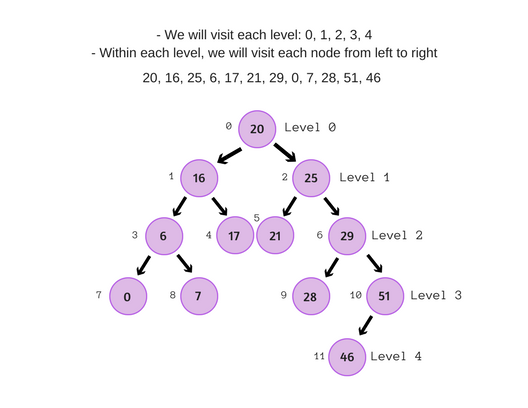 - We will visit each level: 0, 1, 2, 3, 4
- Within each level, we will visit each node from left to right
20, 16, 25, 6, 17, 21, 29, 0, 7, 28, 51, 46
0 20 Level 0
1 16 2 25 Level 1
3 6 4 17 5 21 6 29 Level 2
7 0 8 7 9 28 10 51 Level 3
11 46 Level 4